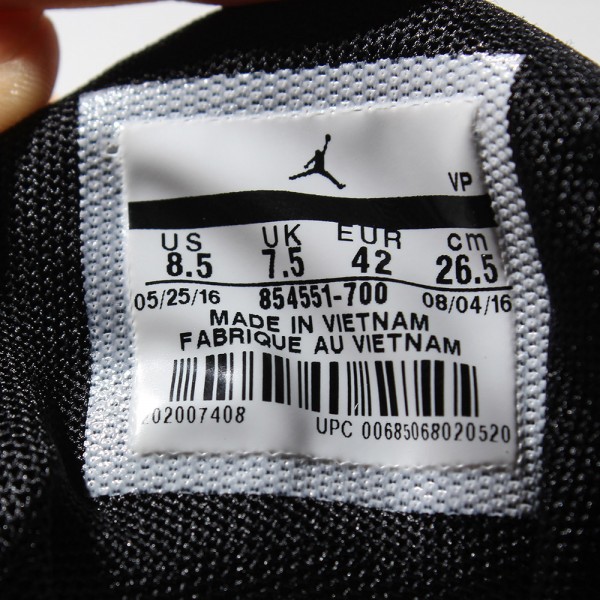 VP
US UK EUR cm
8.5 7.5 42 26.5
05/25/16 854551-700 08/04/16
MADE IN VIETNAM
FABRIQUE AU VIETNAM
202007408 UPC 00685068020520